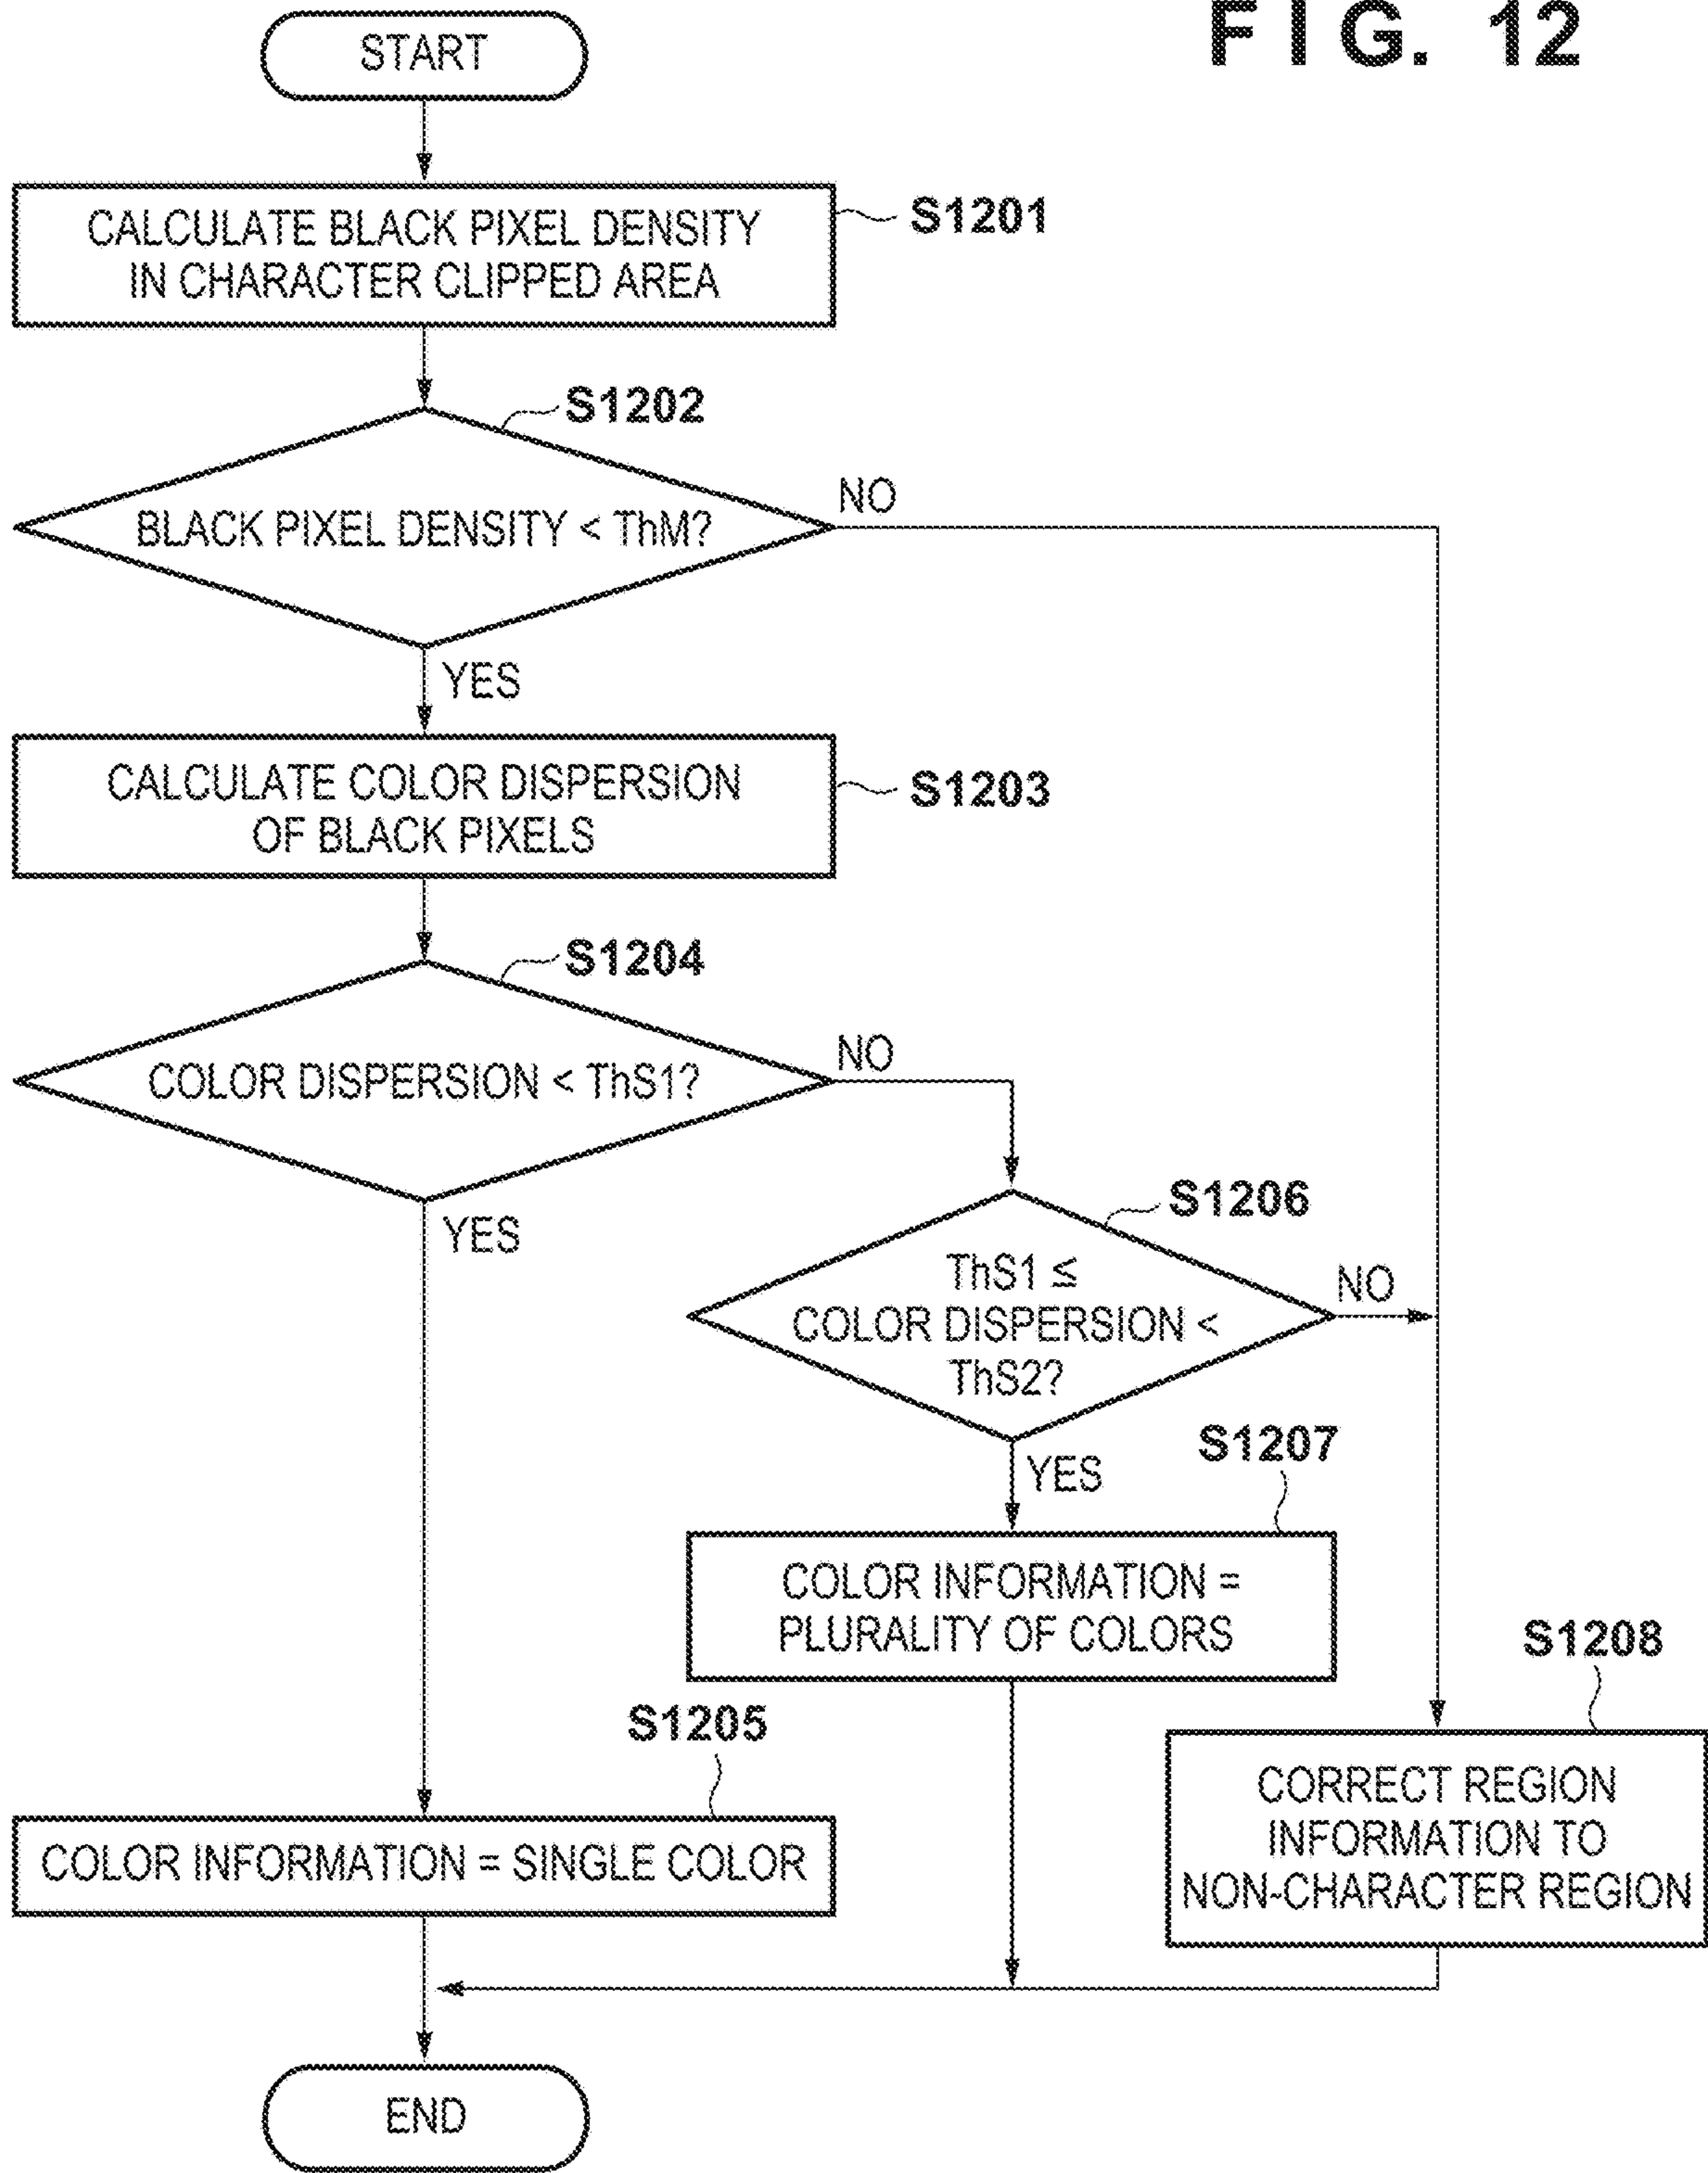 FIG. 12
START
CALCULATE BLACK PIXEL DENSITY
IN CHARACTER CLIPPED AREA
S1201
S1202
BLACK PIXEL DENSITY < ThM?
NO
YES
CALCULATE COLOR DISPERSION
OF BLACK PIXELS
S1203
S1204
COLOR DISPERSION < ThS1?
NO
YES
S1206
ThS1 ≤
COLOR DISPERSION <
ThS2?
NO
YES
S1207
COLOR INFORMATION =
PLURALITY OF COLORS
S1208
CORRECT REGION
INFORMATION TO
NON-CHARACTER REGION
S1205
COLOR INFORMATION = SINGLE COLOR
END